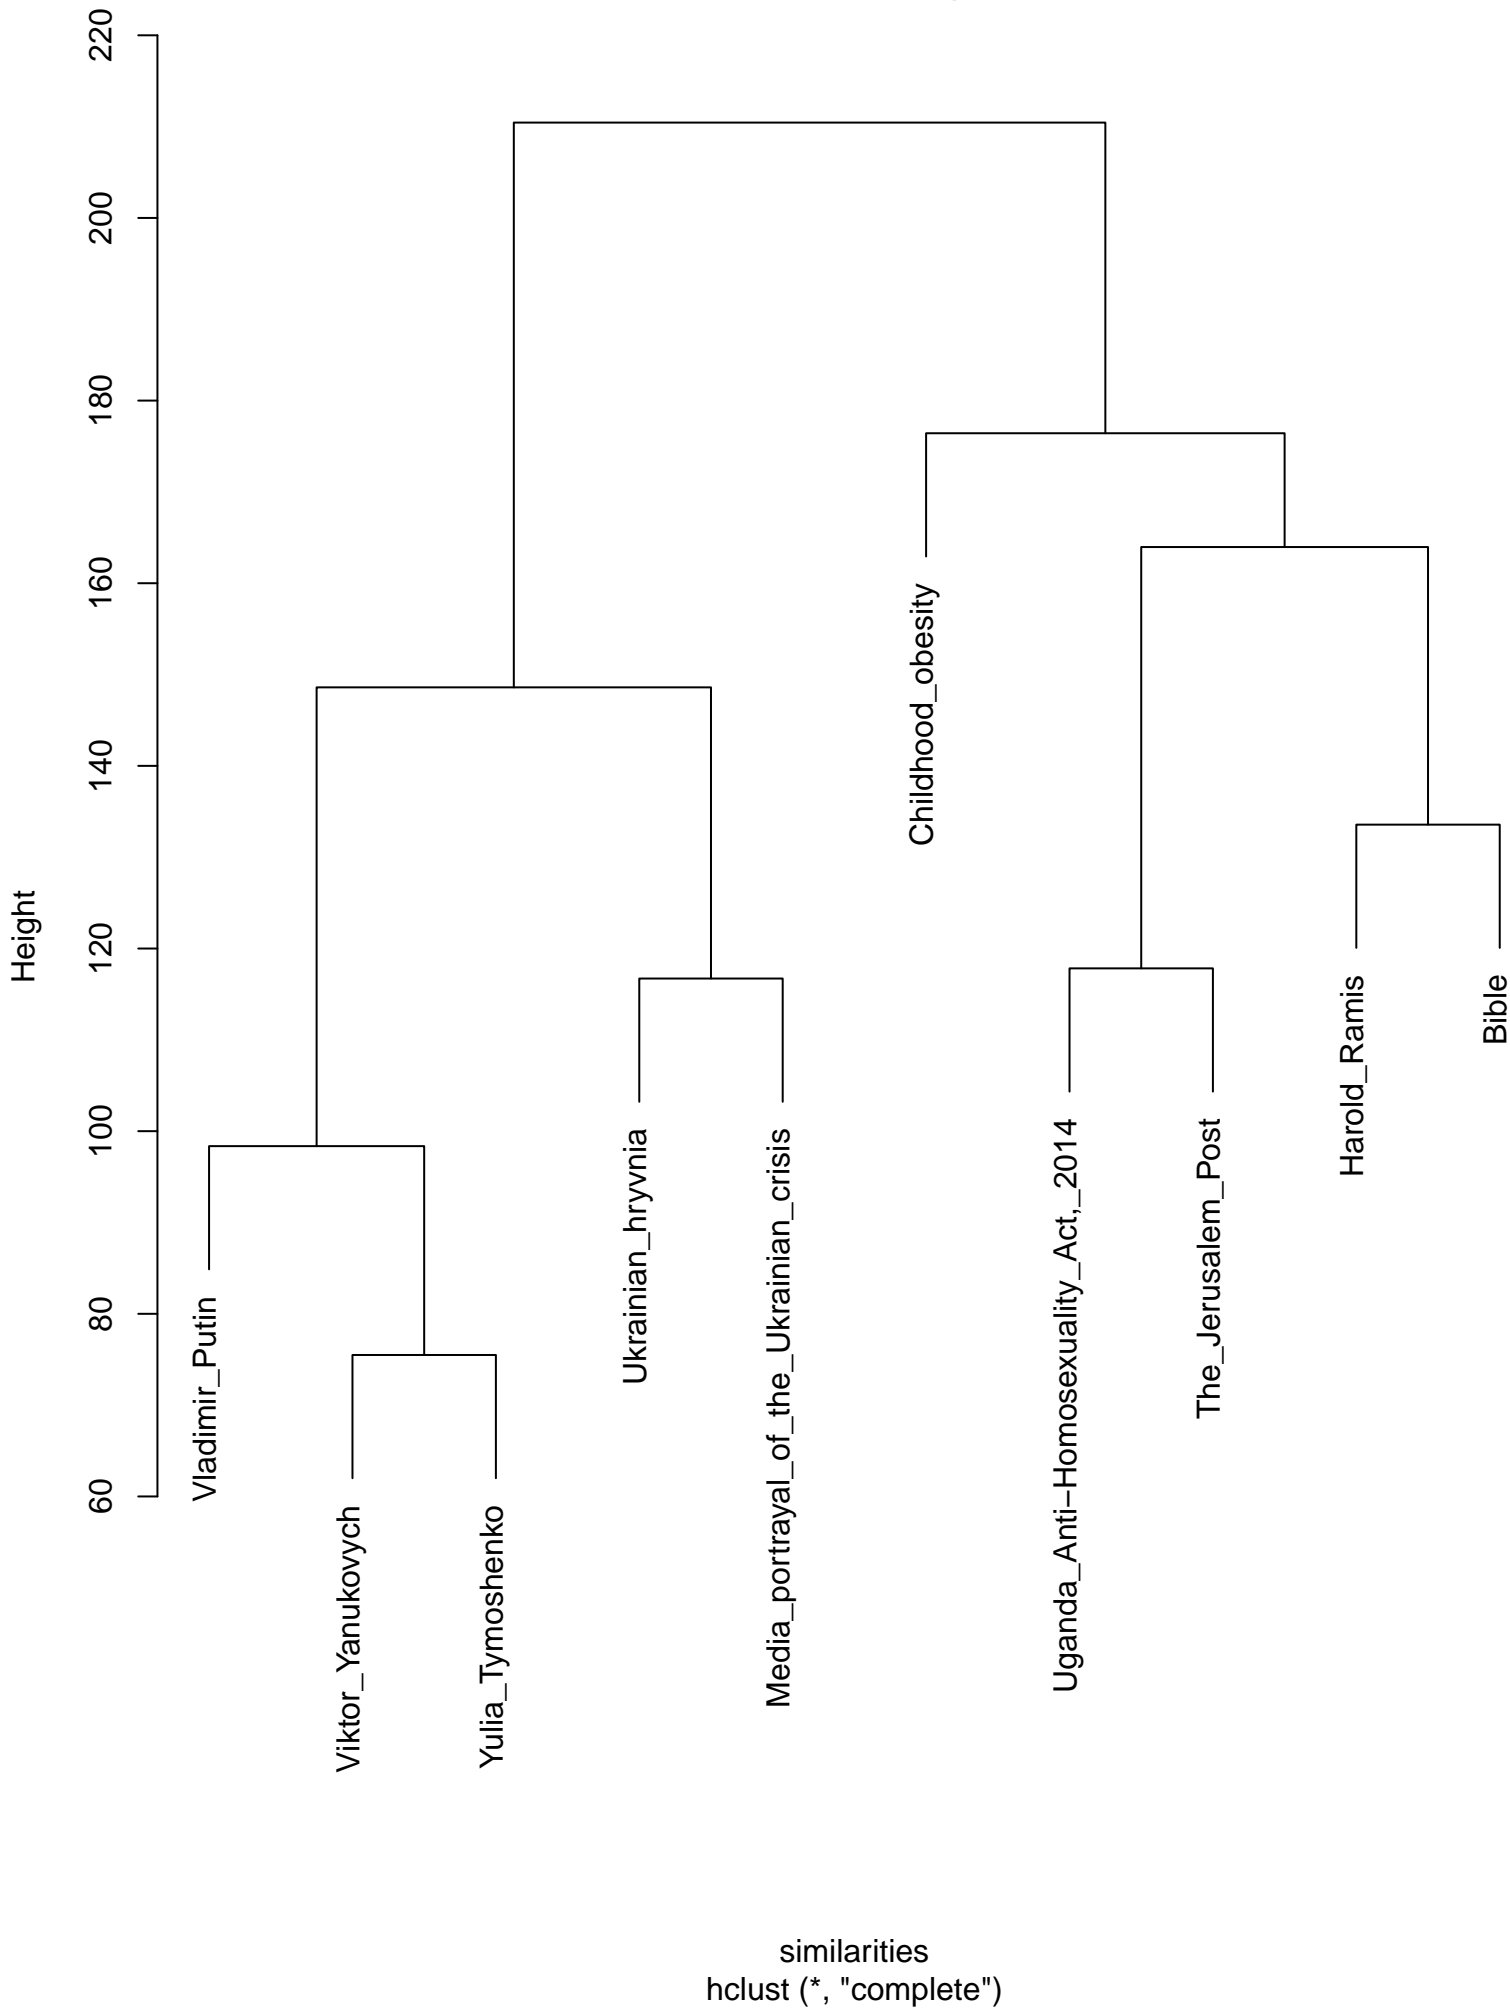 Height
220
200
180
160
140
120
100
80
60
Vladimir_Putin
Viktor_Yanukovych
Yulia_Tymoshenko
Ukrainian_hryvnia
Media_portrayal_of_the_Ukrainian_crisis
Childhood_obesity
Uganda_Anti−Homosexuality_Act,_2014
The_Jerusalem_Post
Harold_Ramis
Bible
similarities
hclust (*, "complete")